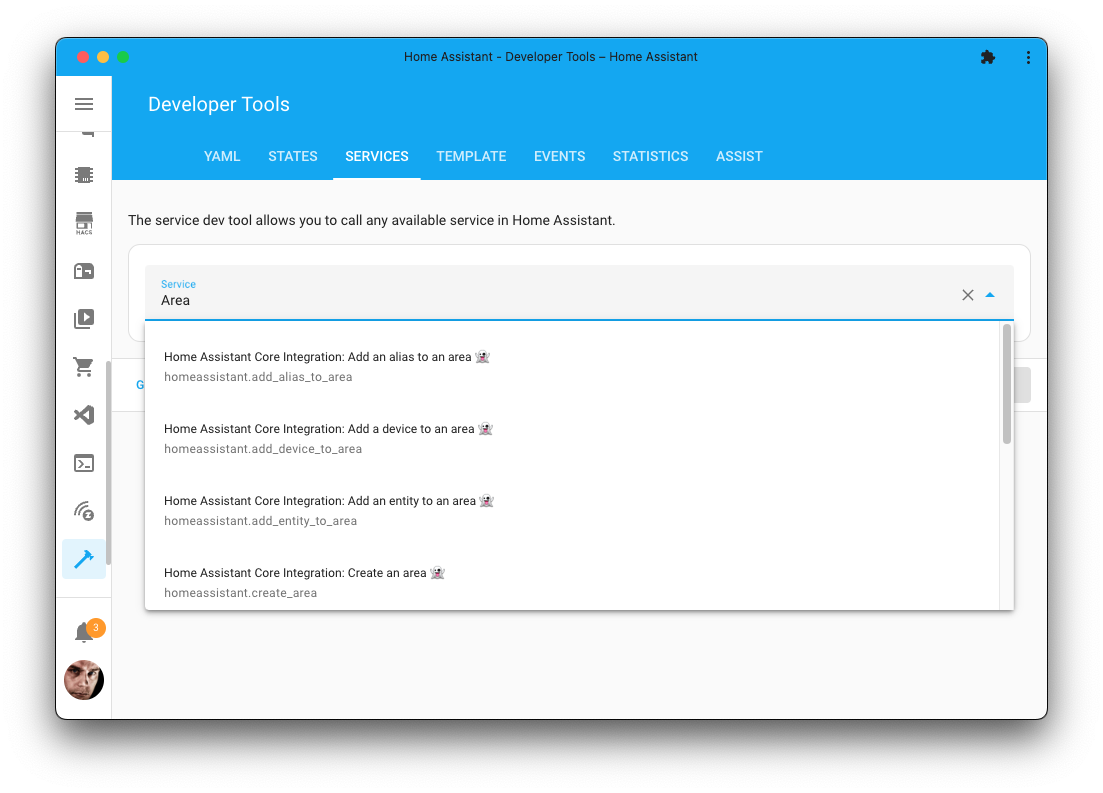 Home Assistant - Developer Tools – Home Assistant
Developer Tools
YAML STATES SERVICES TEMPLATE EVENTS STATISTICS ASSIST
HACS
The service dev tool allows you to call any available service in Home Assistant.
Service
Area
Home Assistant Core Integration: Add an alias to an area 👻
homeassistant.add_alias_to_area
G
Home Assistant Core Integration: Add a device to an area 👻
homeassistant.add_device_to_area
Home Assistant Core Integration: Add an entity to an area 👻
homeassistant.add_entity_to_area
Home Assistant Core Integration: Create an area 👻
homeassistant.create_area
3